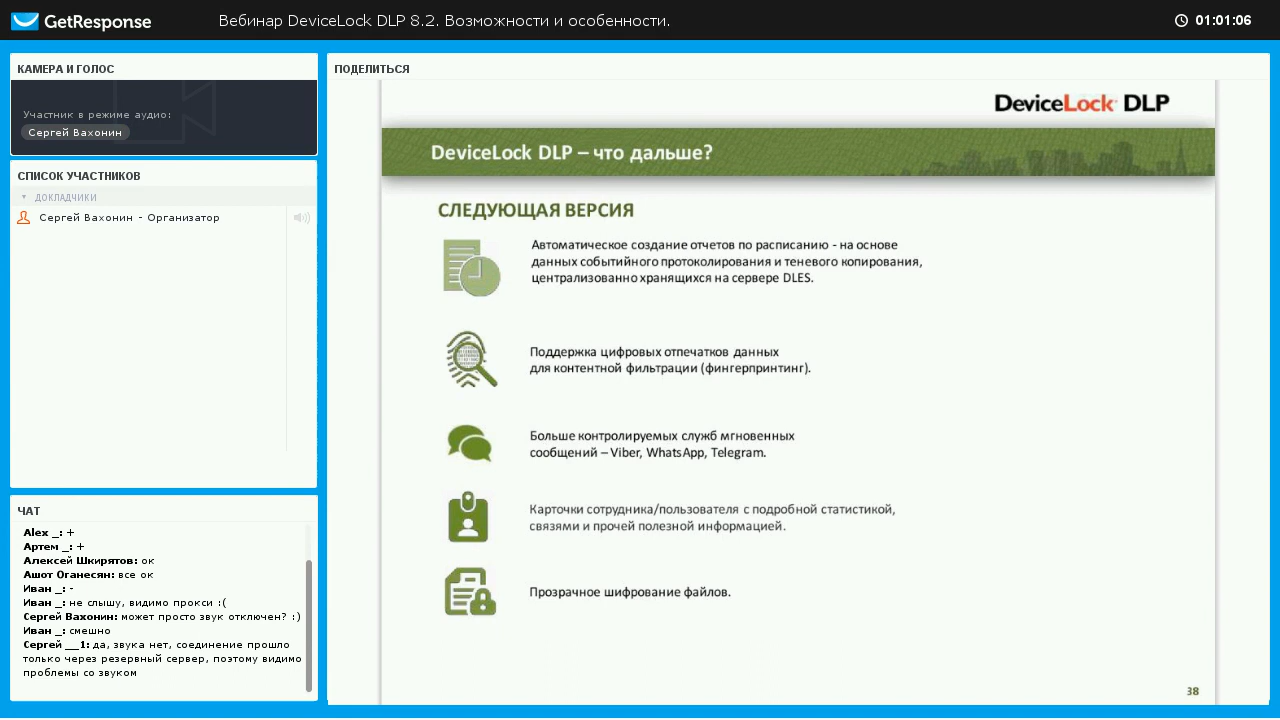 GetResponse
Вебинар DeviceLock DLP 8.2. Возможности и особенности.
01:01:06
КАМЕРА И ГОЛОС
Участник в режиме аудио:
Сергей Вахонин
СПИСОК УЧАСТНИКОВ
ДОКЛАДЧИКИ
Сергей Вахонин - Организатор
ЧАТ
Alex _: +
Артем _: +
Алексей Шкирятов: ок
Ашот Оганесян: все ок
Иван _: -
Иван _: не слышу, видимо прокси :(
Сергей Вахонин: может просто звук отключен? :)
Иван _: смешно
Сергей __1: да, звука нет, соединение прошло
только через резервный сервер, поэтому видимо
проблемы со звуком
ПОДЕЛИТЬСЯ
DeviceLock DLP
DeviceLock DLP – что дальше?
СЛЕДУЮЩАЯ ВЕРСИЯ
Автоматическое создание отчетов по расписанию - на основе
данных событийного протоколирования и теневого копирования,
централизованно хранящихся на сервере DLES.
Поддержка цифровых отпечатков данных
для контентной фильтрации (фингерпринтинг).
Больше контролируемых служб мгновенных
сообщений – Viber, WhatsApp, Telegram.
Карточки сотрудника/пользователя с подробной статистикой,
связями и прочей полезной информацией.
Прозрачное шифрование файлов.
38